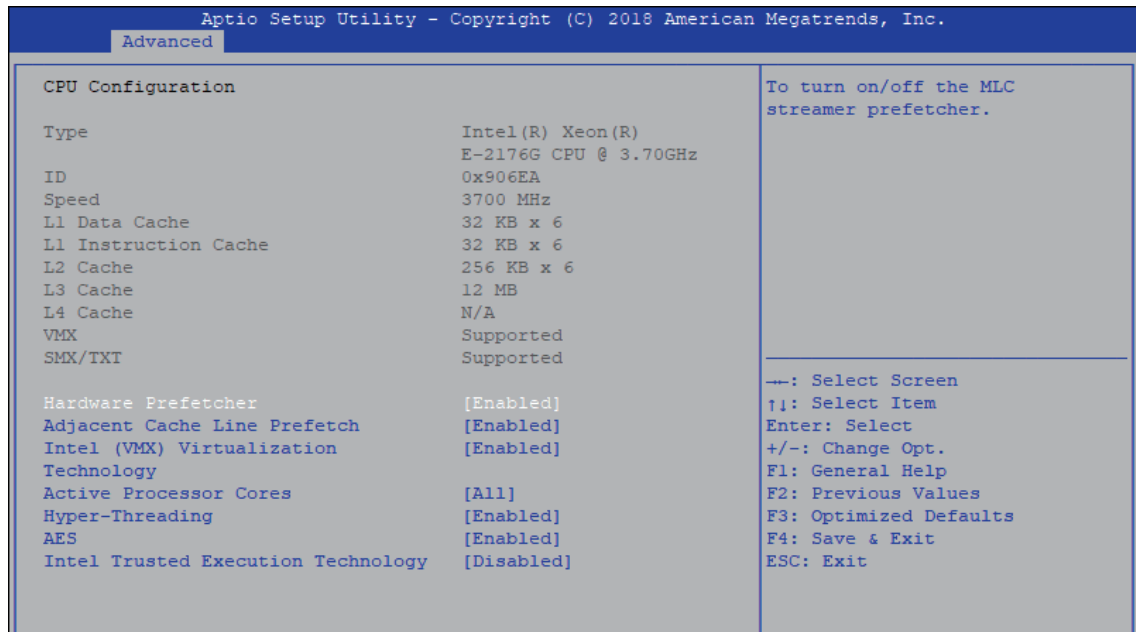 Aptio Setup Utility - Copyright (C) 2018 American Megatrends, Inc.
Advanced
CPU Configuration
Type Intel(R) Xeon(R)
E-2176G CPU @ 3.70GHz
ID 0x906EA
Speed 3700 MHz
L1 Data Cache 32 KB x 6
L1 Instruction Cache 32 KB x 6
L2 Cache 256 KB x 6
L3 Cache 12 MB
L4 Cache N/A
VMX Supported
SMX/TXT Supported
Hardware Prefetcher [Enabled]
Adjacent Cache Line Prefetch [Enabled]
Intel (VMX) Virtualization [Enabled]
Technology
Active Processor Cores [All]
Hyper-Threading [Enabled]
AES [Enabled]
Intel Trusted Execution Technology [Disabled]
To turn on/off the MLC
streamer prefetcher.
→←: Select Screen
↑↓: Select Item
Enter: Select
+/-: Change Opt.
F1: General Help
F2: Previous Values
F3: Optimized Defaults
F4: Save & Exit
ESC: Exit